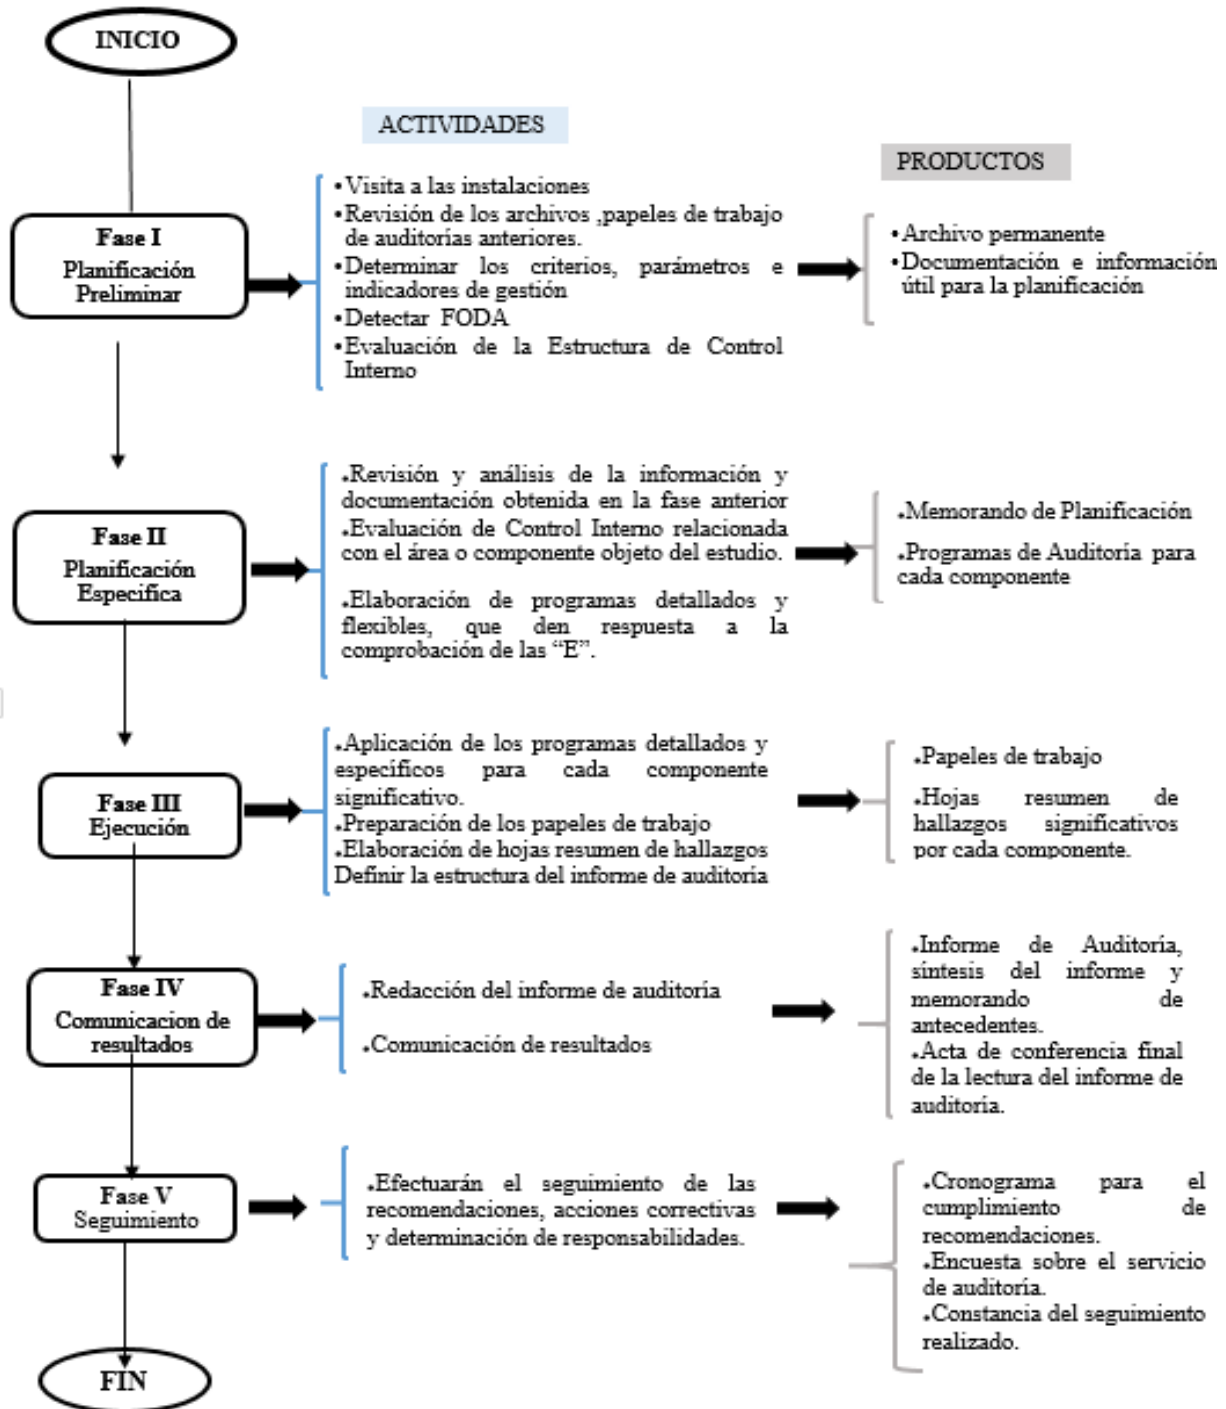 INICIO
ACTIVIDADES
PRODUCTOS
Fase I
Planificación
Preliminar
•Visita a las instalaciones
•Revisión de los archivos ,papeles de trabajo
de auditorías anteriores.
•Determinar los criterios, parámetros e
indicadores de gestión
•Detectar FODA
•Evaluación de la Estructura de Control
Interno
•Archivo permanente
•Documentación e información
útil para la planificación
Fase II
Planificación
Especifica
.Revisión y análisis de la información y
documentación obtenida en la fase anterior
.Evaluación de Control Interno relacionada
con el área o componente objeto del estudio.
.Elaboración de programas detallados y
flexibles, que den respuesta a la
comprobación de las “E”.
.Memorando de Planificación
.Programas de Auditoría para
cada componente
Fase III
Ejecución
.Aplicación de los programas detallados y
específicos para cada componente
significativo.
.Preparación de los papeles de trabajo
.Elaboración de hojas resumen de hallazgos
Definir la estructura del informe de auditoria
.Papeles de trabajo
.Hojas resumen de
hallazgos significativos
por cada componente.
Fase IV
Comunicacion de
resultados
.Redacción del informe de auditoría
.Comunicación de resultados
.Informe de Auditoría,
síntesis del informe y
memorando de
antecedentes.
.Acta de conferencia final
de la lectura del informe de
auditoría.
Fase V
Seguimiento
.Efectuarán el seguimiento de las
recomendaciones, acciones correctivas
y determinación de responsabilidades.
.Cronograma para el
cumplimiento de
recomendaciones.
.Encuesta sobre el servicio
de auditoría.
.Constancia del seguimiento
realizado.
FIN